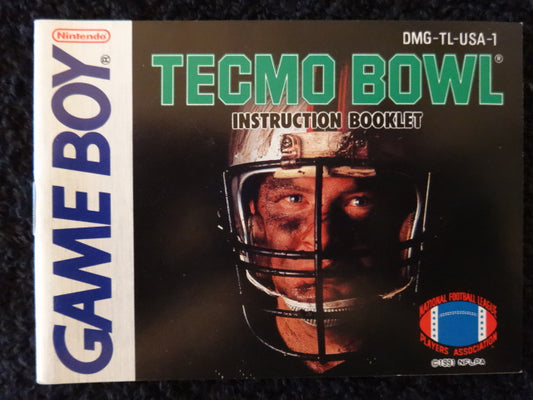 Nintendo®
GAME BOY®
DMG-TL-USA-1
TECMO BOWL®
INSTRUCTION BOOKLET
NATIONAL FOOTBALL LEAGUE
PLAYERS ASSOCIATION
©1991 NFLPA